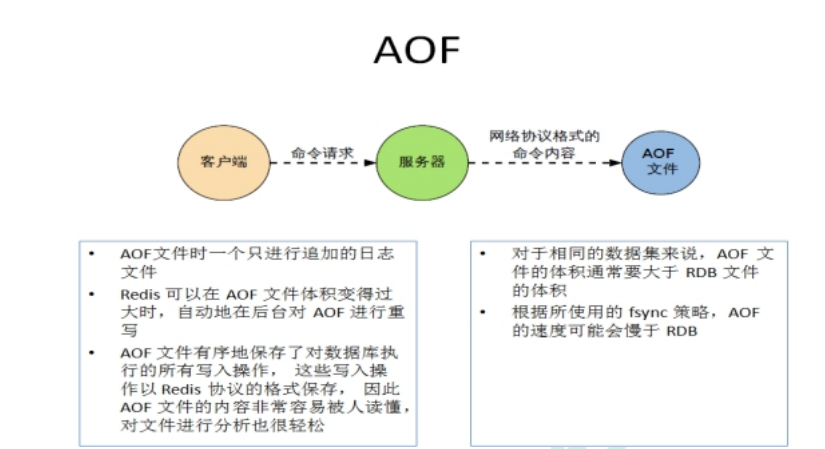 AOF
客户端
命令请求
服务器
网络协议格式的
命令内容
AOF
文件
• AOF文件时一个只进行追加的日志
文件
• Redis 可以在 AOF 文件体积变得过
大时，自动地在后台对 AOF 进行重
写
• AOF 文件有序地保存了对数据库执
行的所有写入操作， 这些写入操
作以 Redis 协议的格式保存， 因此
AOF 文件的内容非常容易被人读懂，
对文件进行分析也很轻松
• 对于相同的数据集来说，AOF 文
件的体积通常要大于 RDB 文件
的体积
• 根据所使用的 fsync 策略，AOF
的速度可能会慢于 RDB